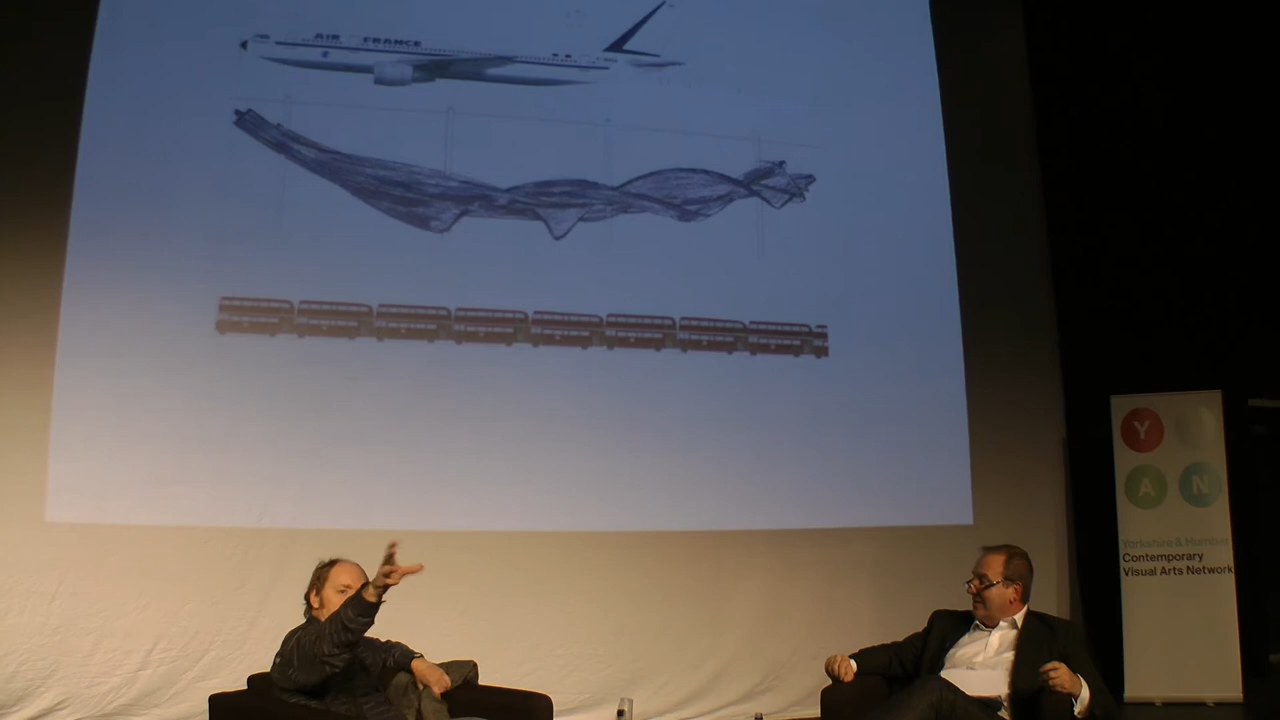 AIR FRANCE
Y
A N
Yorkshire & Humber
Contemporary
Visual Arts Network